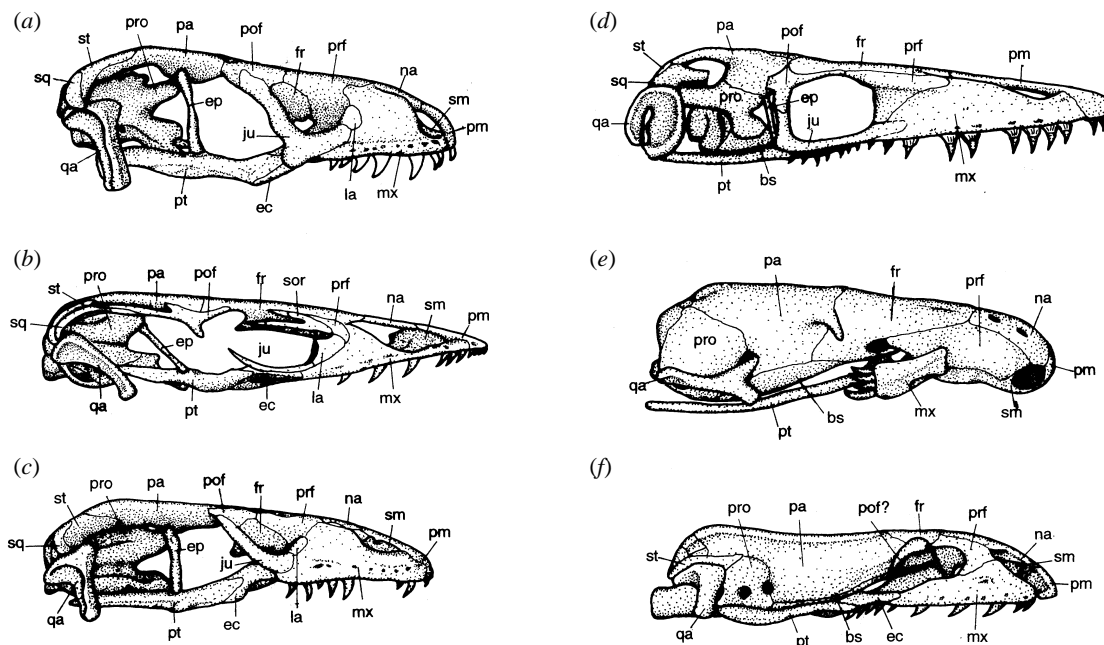 (a)
pro pa pof fr prf na sm pm
st sq qa ep ju pt ec la mx
(b)
pro pa pof fr sor prf na sm pm
st sq qa ep ju pt ec la mx
(c)
pro pa pof fr prf na sm pm
st sq qa ep ju pt ec la mx
(d)
pa pof fr prf pm
st sq qa pro ep ju pt bs mx
(e)
pa fr prf na
pro qa pt bs mx sm pm
(f)
pro pa pof? fr prf na sm pm
st qa pt bs ec mx